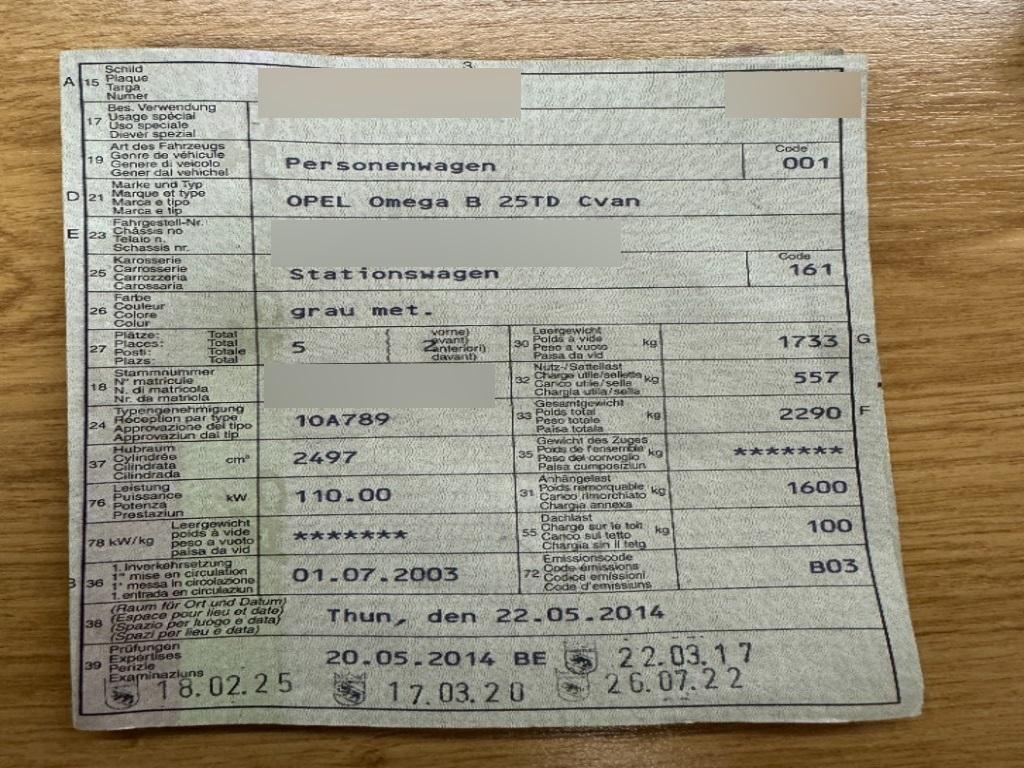 3
A 15 Schild
Plaque
Targa
Numer
17 Bes. Verwendung
Usage spécial
Uso speciale
Diever spezial
19 Art des Fahrzeugs
Genre de véhicule
Genere di veicolo
Gener dal vehichel
Personenwagen
Code
001
D 21 Marke und Typ
Marque et type
Marca e tipo
Marca e tip
OPEL Omega B 25TD Cvan
E 23 Fahrgestell-Nr.
Châssis no
Telaio n.
Schassis nr.
25 Karosserie
Carrosserie
Carrozzeria
Carossaria
Stationswagen
Code
161
26 Farbe
Couleur
Colore
Colur
grau met.
27 Plätze: Total
Places: Total
Posti: Totale
Plazs: Total
5
2
vorne)
avant)
anteriori)
davant)
30 Leergewicht
Poids à vide
Peso a vuoto
Paisa da vid
kg
1733 G
18 Stammnummer
N° matricule
N. di matricola
Nr. da matricla
32 Nutz-/Sattellast
Charge utile/sellette
Carico utile/sella
Chargia utila/sella
kg
557
24 Typengenehmigung
Réception par type
Approvazione del tipo
Approvaziun dal tip
10A789
33 Gesamtgewicht
Poids total
Peso totale
Paisa totala
kg
2290 F
37 Hubraum
Cylindrée
Cilindrata
Cilindrada
cm³
2497
35 Gewicht des Zuges
Poids de l'ensemble
Peso del convoglio
Paisa cumposiziun
kg
*******
76 Leistung
Puissance
Potenza
Prestaziun
kW
110.00
31 Anhängelast
Poids remorquable
Carico rimorchiato
Chargia annexa
kg
1600
78 kW/kg Leergewicht
poids à vide
peso a vuoto
paisa da vid
*******
55 Dachlast
Charge sur le toit
Carico sul tetto
Chargia sin il tetg
kg
100
B 36 1. Inverkehrsetzung
1re mise en circulation
1a messa in circolazione
1. entrada en circulaziun
01.07.2003
72 Emissionscode
Code émissions
Codice emissioni
Code d'emissiuns
B03
38 (Raum für Ort und Datum)
(Espace pour lieu et date)
(Spazio per luogo e data)
(Spazi per lieu e data)
Thun, den 22.05.2014
39 Prüfungen
Expertises
Perizie
Examinaziuns
20.05.2014 BE 22.03.17
18.02.25 17.03.20 26.07.22